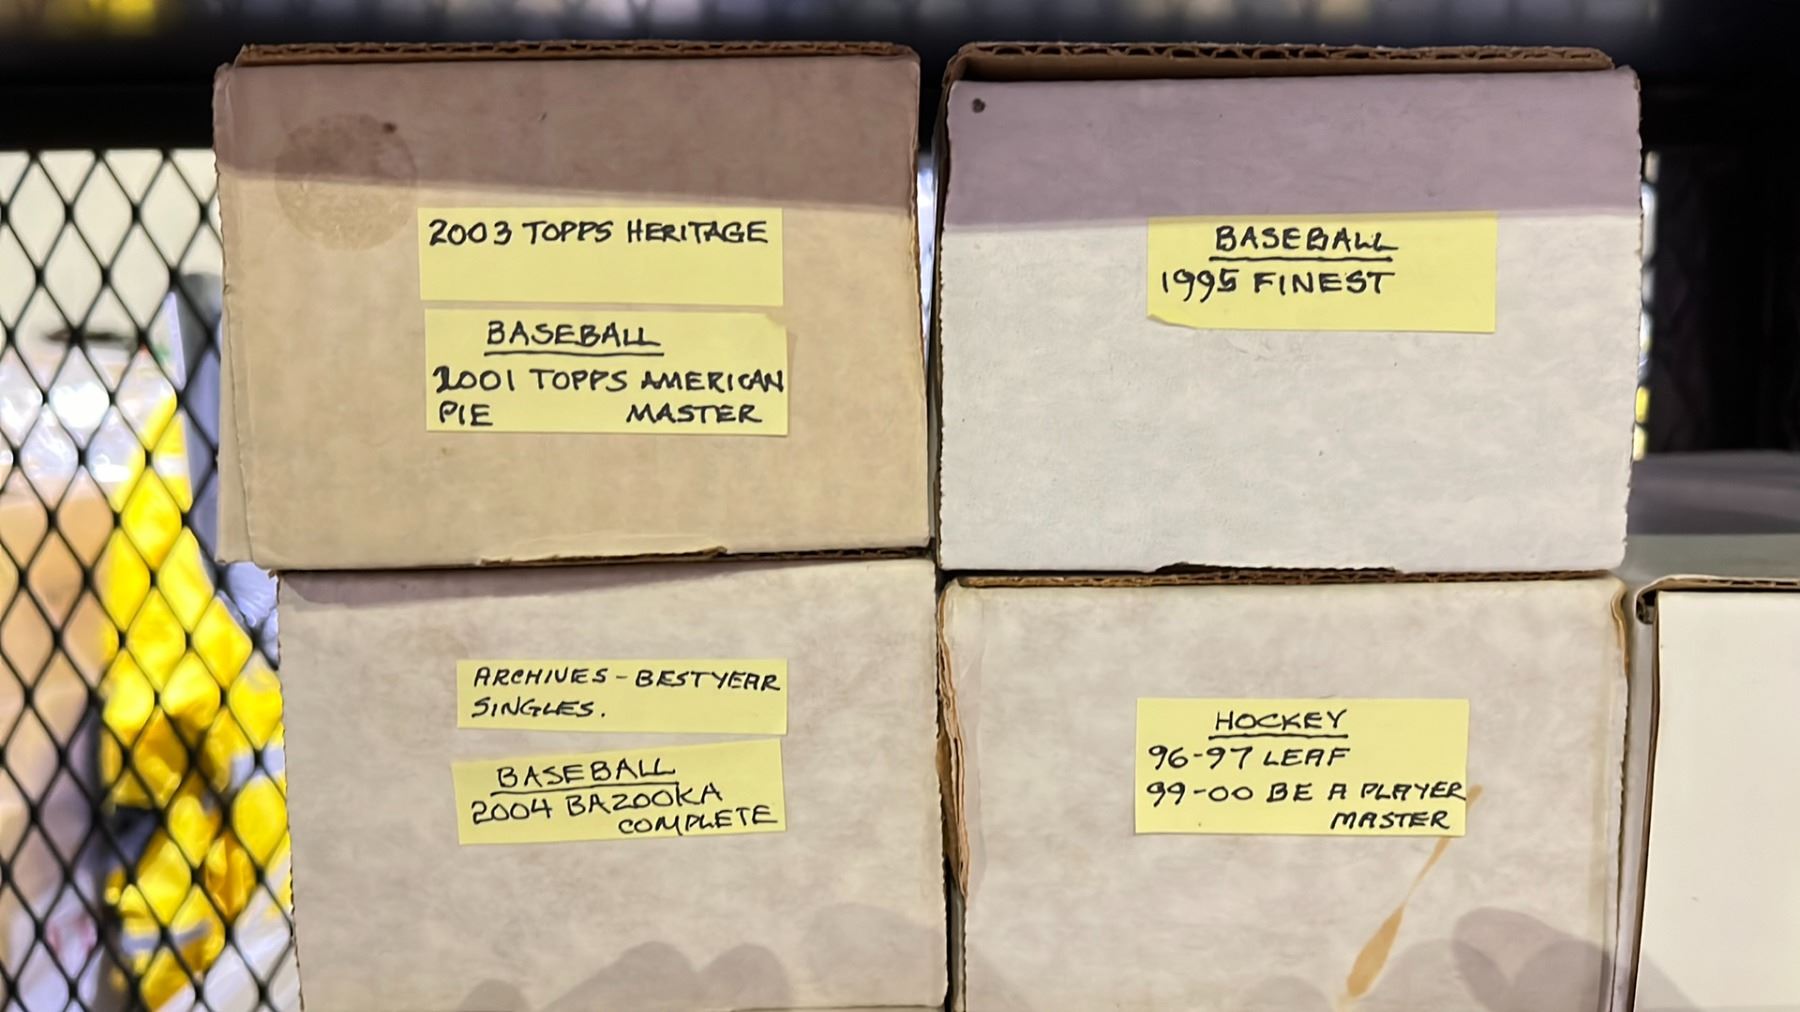 2003 TOPPS HERITAGE
BASEBALL
2001 TOPPS AMERICAN
PIE MASTER
BASEBALL
1995 FINEST
ARCHIVES - BEST YEAR
SINGLES.
BASEBALL
2004 BAZOOKA
COMPLETE
HOCKEY
96-97 LEAF
99-00 BE A PLAYER
MASTER